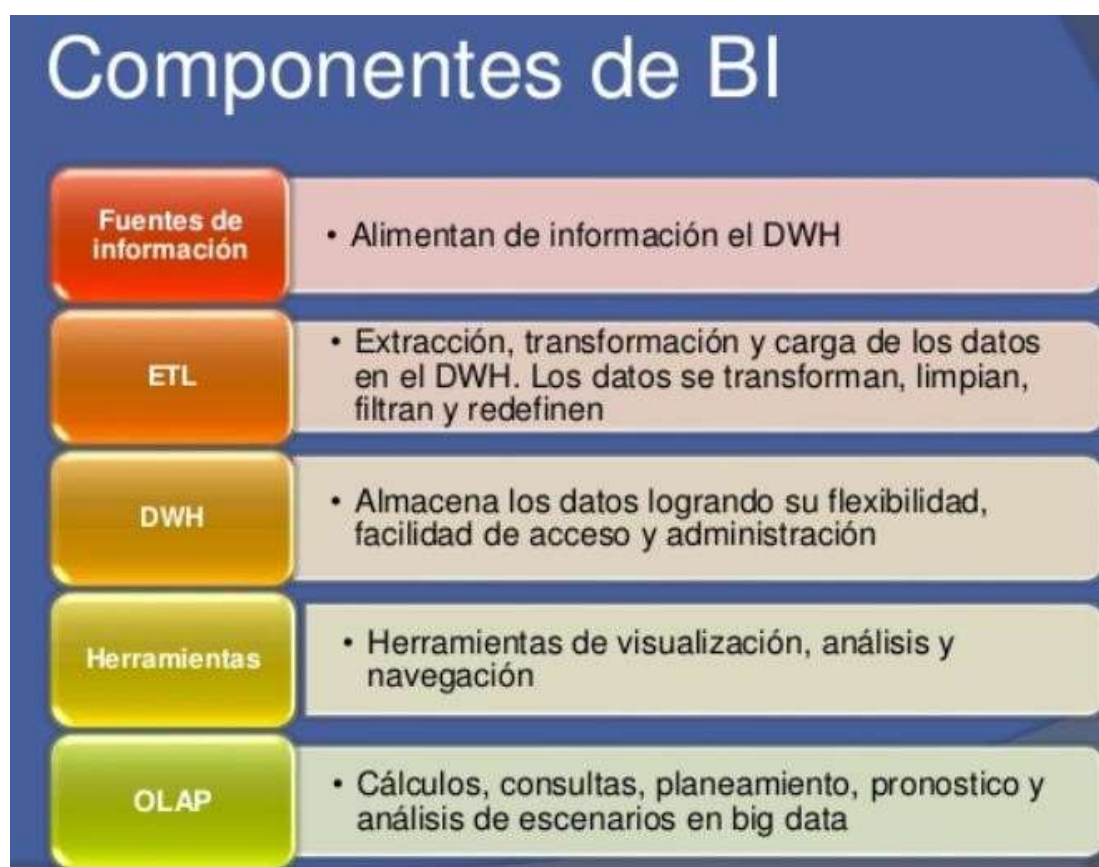 Componentes de BI
Fuentes de
información
• Alimentan de información el DWH
ETL
• Extracción, transformación y carga de los datos
en el DWH. Los datos se transforman, limpian,
filtran y redefinen
DWH
• Almacena los datos logrando su flexibilidad,
facilidad de acceso y administración
Herramientas
• Herramientas de visualización, análisis y
navegación
OLAP
• Cálculos, consultas, planeamiento, pronostico y
análisis de escenarios en big data